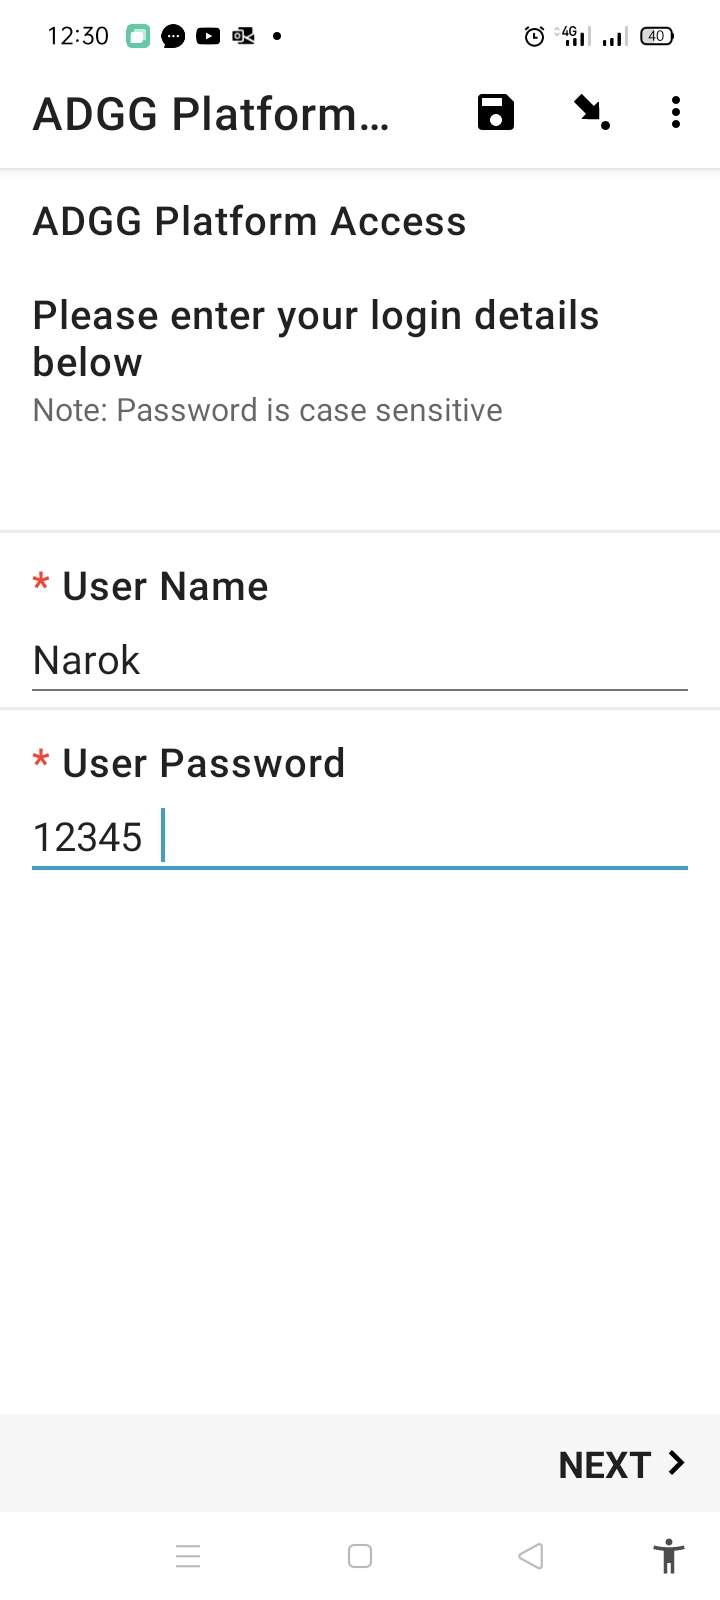 12:30 4G 40
ADGG Platform...
ADGG Platform Access
Please enter your login details
below
Note: Password is case sensitive
* User Name
Narok
* User Password
12345
NEXT